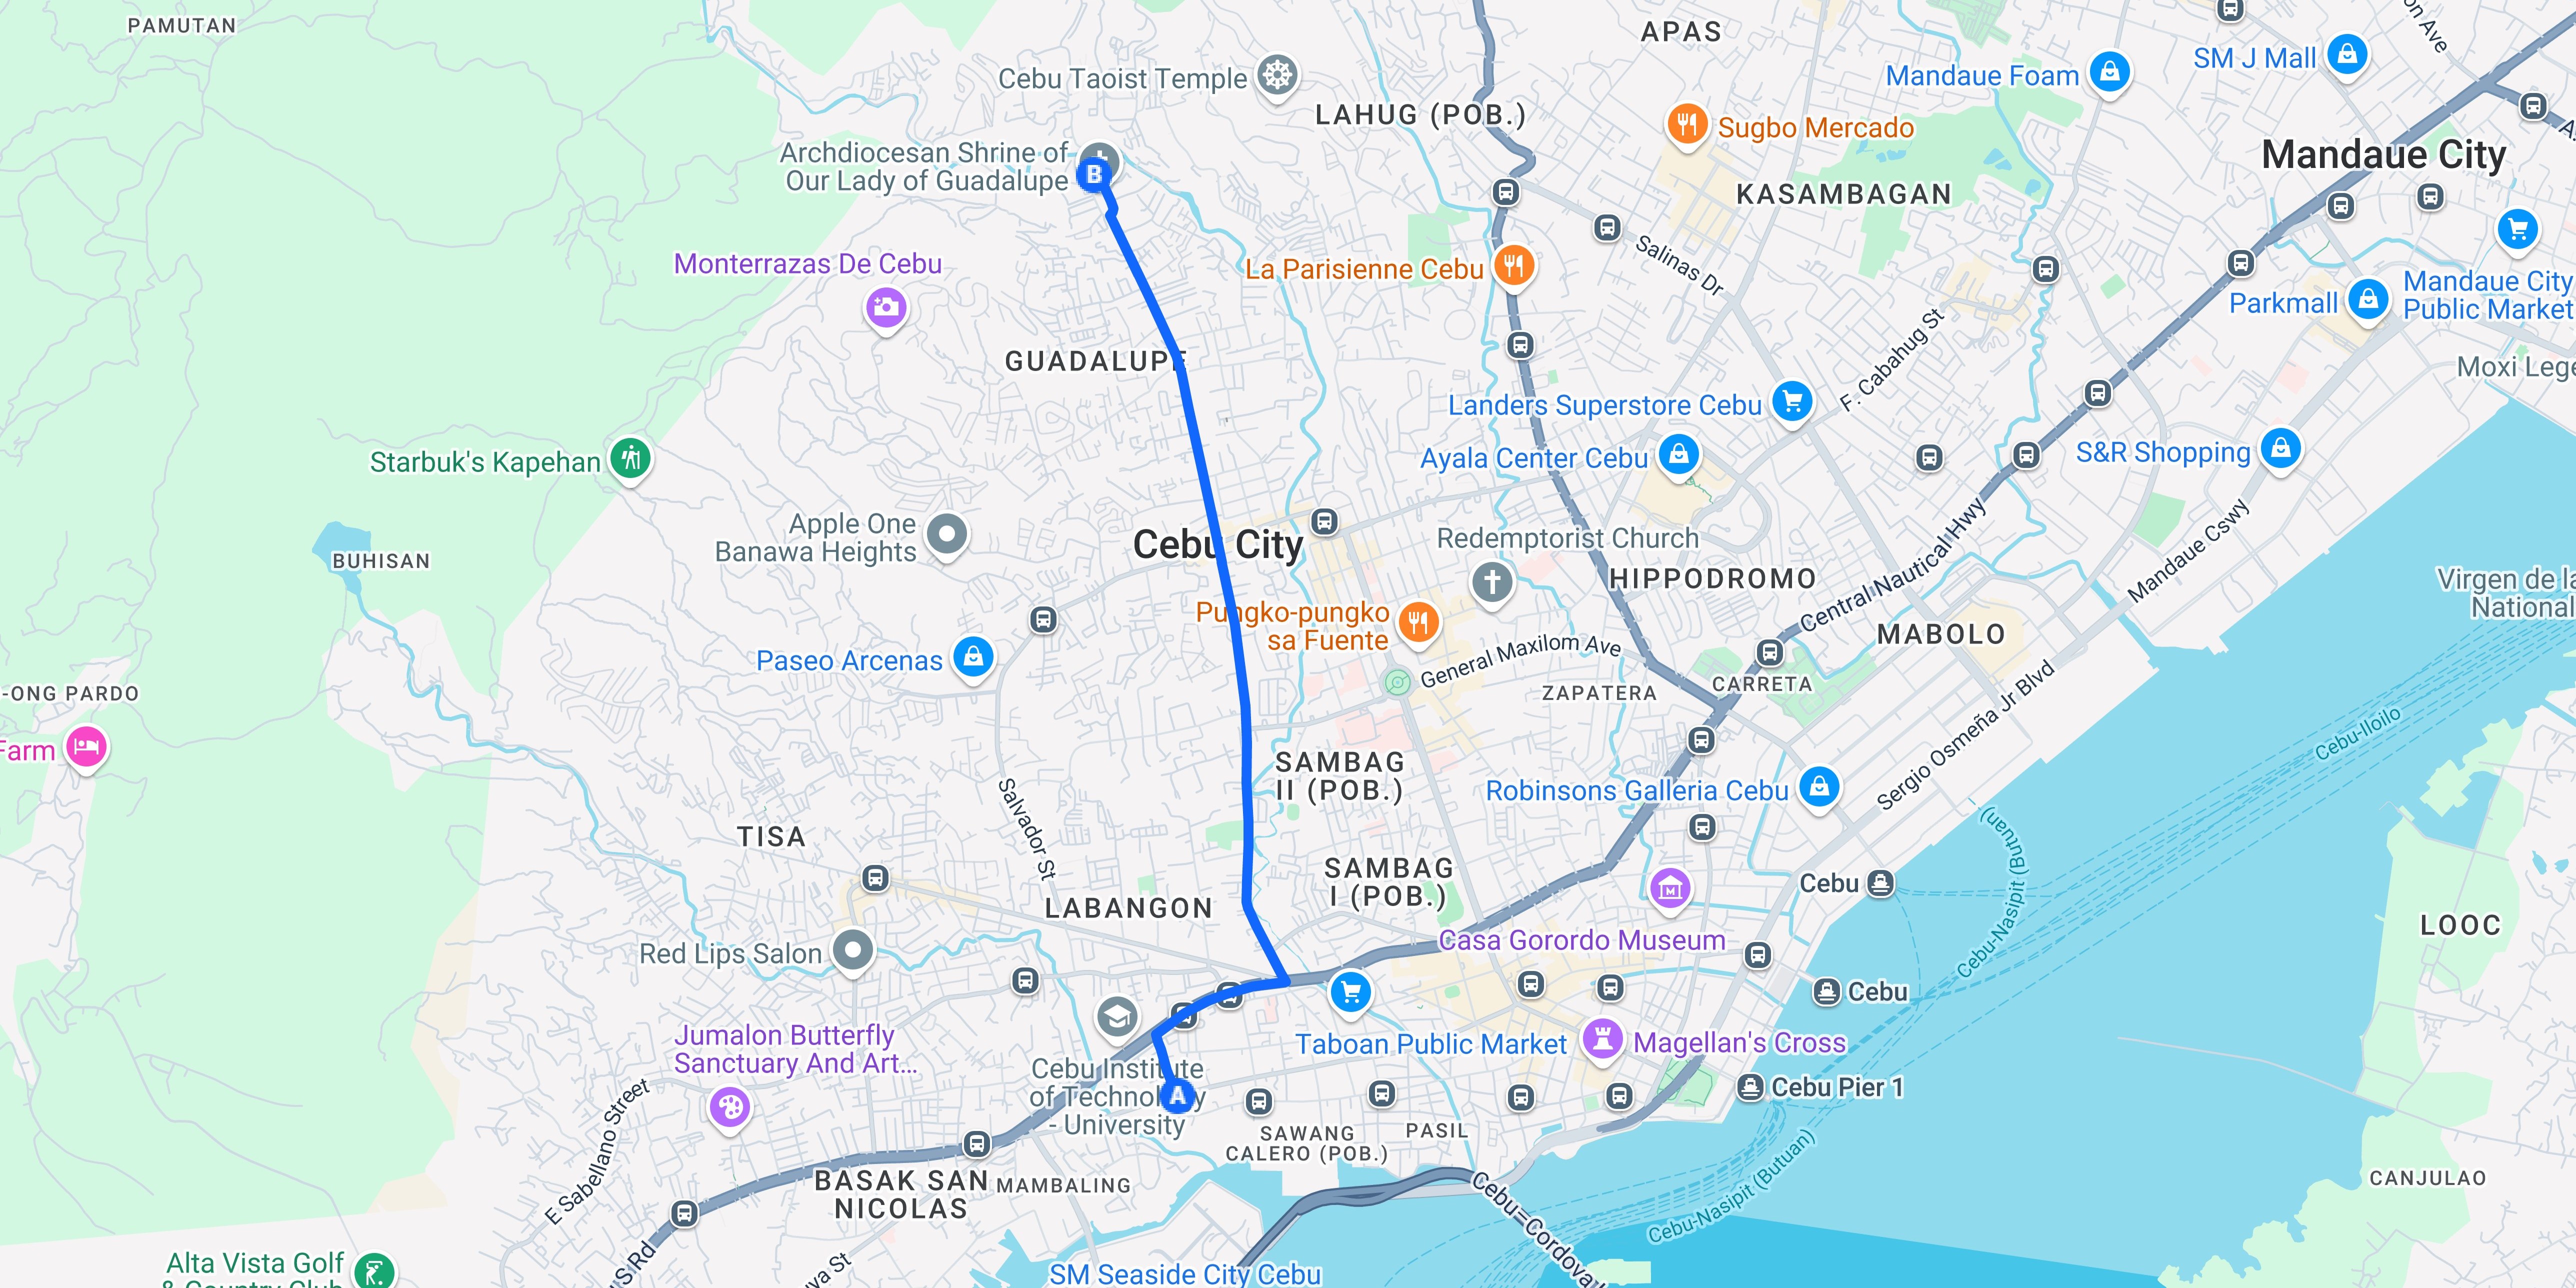 PAMUTAN
APAS
on Ave
SM J Mall
Mandaue Foam
Cebu Taoist Temple
LAHUG (POB.)
Sugbo Mercado
Mandaue City
Archdiocesan Shrine of
Our Lady of Guadalupe
B
KASAMBAGAN
Salinas Dr
Monterrazas De Cebu
La Parisienne Cebu
Mandaue City
Public Market
Parkmall
F. Cabahug St
GUADALUPE
Moxi Lege
Landers Superstore Cebu
Starbuk's Kapehan
Ayala Center Cebu
S&R Shopping
Apple One
Banawa Heights
Cebu City
Redemptorist Church
Central Nautical Hwy
Mandaue Cswy
BUHISAN
HIPPODROMO
Virgen de la
National
Pungko-pungko
sa Fuente
MABOLO
General Maxilom Ave
Paseo Arcenas
-ONG PARDO
ZAPATERA
CARRETA
Sergio Osmeña Jr Blvd
Cebu-Iloilo
Farm
SAMBAG
II (POB.)
Robinsons Galleria Cebu
Salvador St
TISA
Cebu-Nasipit (Butuan)
SAMBAG
I (POB.)
Cebu
LABANGON
LOOC
Red Lips Salon
Casa Gorordo Museum
Cebu
Jumalon Butterfly
Sanctuary And Art...
Taboan Public Market
Magellan's Cross
Cebu Institute
of Technology
- University
A
Cebu Pier 1
E Sabellano Street
SAWANG
CALERO (POB.)
PASIL
Cebu-Nasipit (Butuan)
BASAK SAN
NICOLAS
MAMBALING
CANJULAO
Cebu=Cordova
S Rd
ya St
Alta Vista Golf
& Country Club
SM Seaside City Cebu